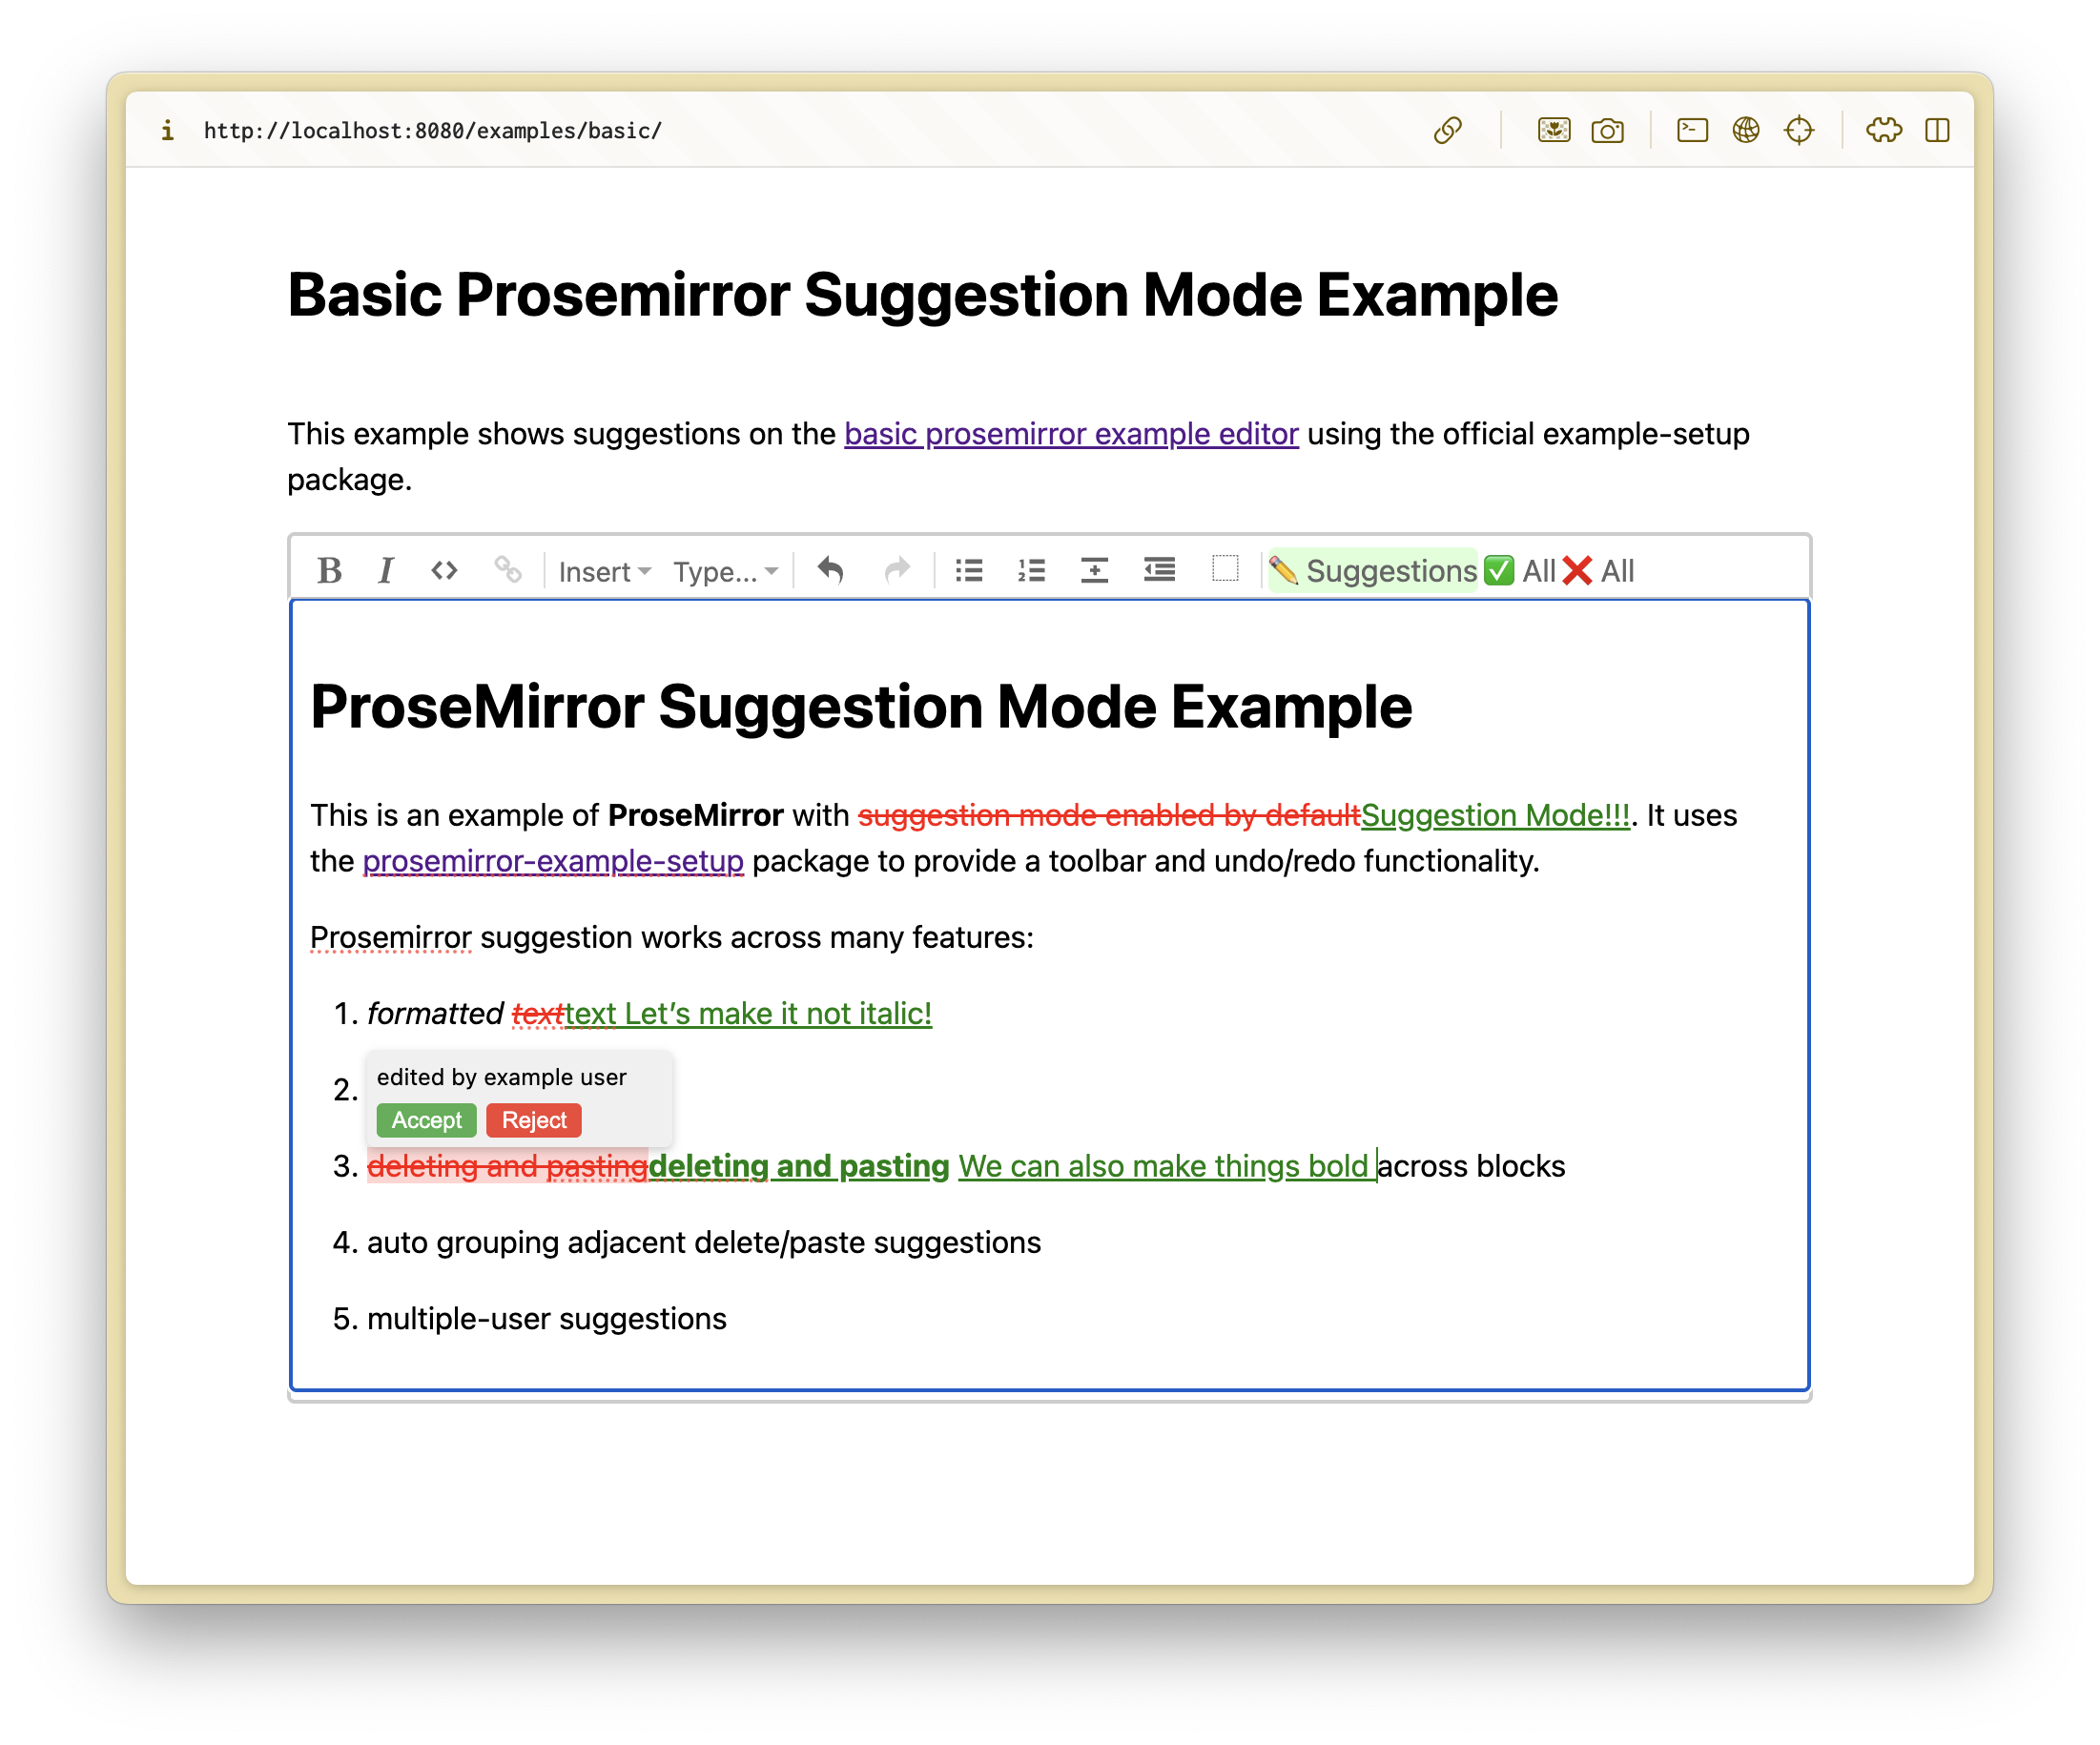 i http://localhost:8080/examples/basic/
Basic Prosemirror Suggestion Mode Example
This example shows suggestions on the basic prosemirror example editor using the official example-setup
package.
B I <> Insert Type... ✏️ Suggestions ✅ All ❌ All
ProseMirror Suggestion Mode Example
This is an example of ProseMirror with suggestion mode enabled by defaultSuggestion Mode!!!. It uses
the prosemirror-example-setup package to provide a toolbar and undo/redo functionality.
Prosemirror suggestion works across many features:
1. formatted texttext Let’s make it not italic!
edited by example user
2.
Accept Reject
3. deleting and pastingdeleting and pasting We can also make things bold across blocks
4. auto grouping adjacent delete/paste suggestions
5. multiple-user suggestions